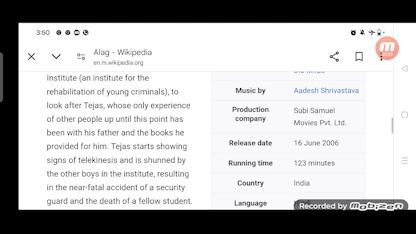 3:50
Alag - Wikipedia
en.m.wikipedia.org
Institute (an institute for the
rehabilitation of young criminals), to
look after Tejas, whose only experience
of other people up until this point has
been with his father and the books he
provided for him. Tejas starts showing
signs of telekinesis and is shunned by
the other boys in the institute, resulting
in the near-fatal accident of a security
guard and the death of a fellow student.
Music by Aadesh Shrivastava
Production company Subi Samuel
Movies Pvt. Ltd.
Release date 16 June 2006
Running time 123 minutes
Country India
Language
Recorded by Mobizen